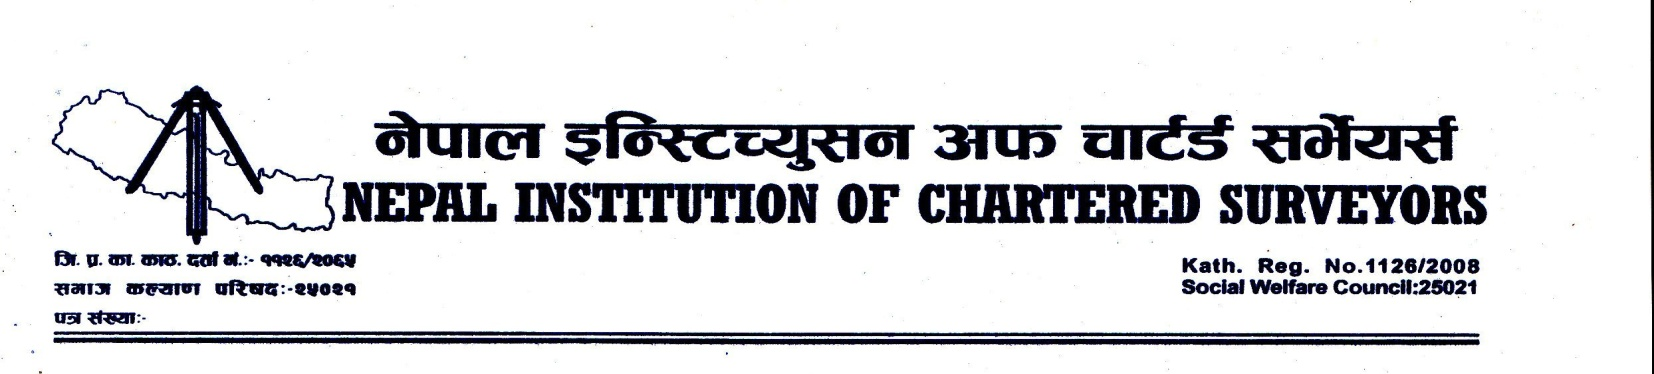 नेपाल इन्स्टिच्युसन अफ चार्टर्ड सर्भेयर्स
NEPAL INSTITUTION OF CHARTERED SURVEYORS
जि. प्र. का. काठ. दर्ता नं.:- ११२६/२०६५
समाज कल्याण परिषद:-२५०२१
पत्र संख्या:-
Kath. Reg. No.1126/2008
Social Welfare Council:25021